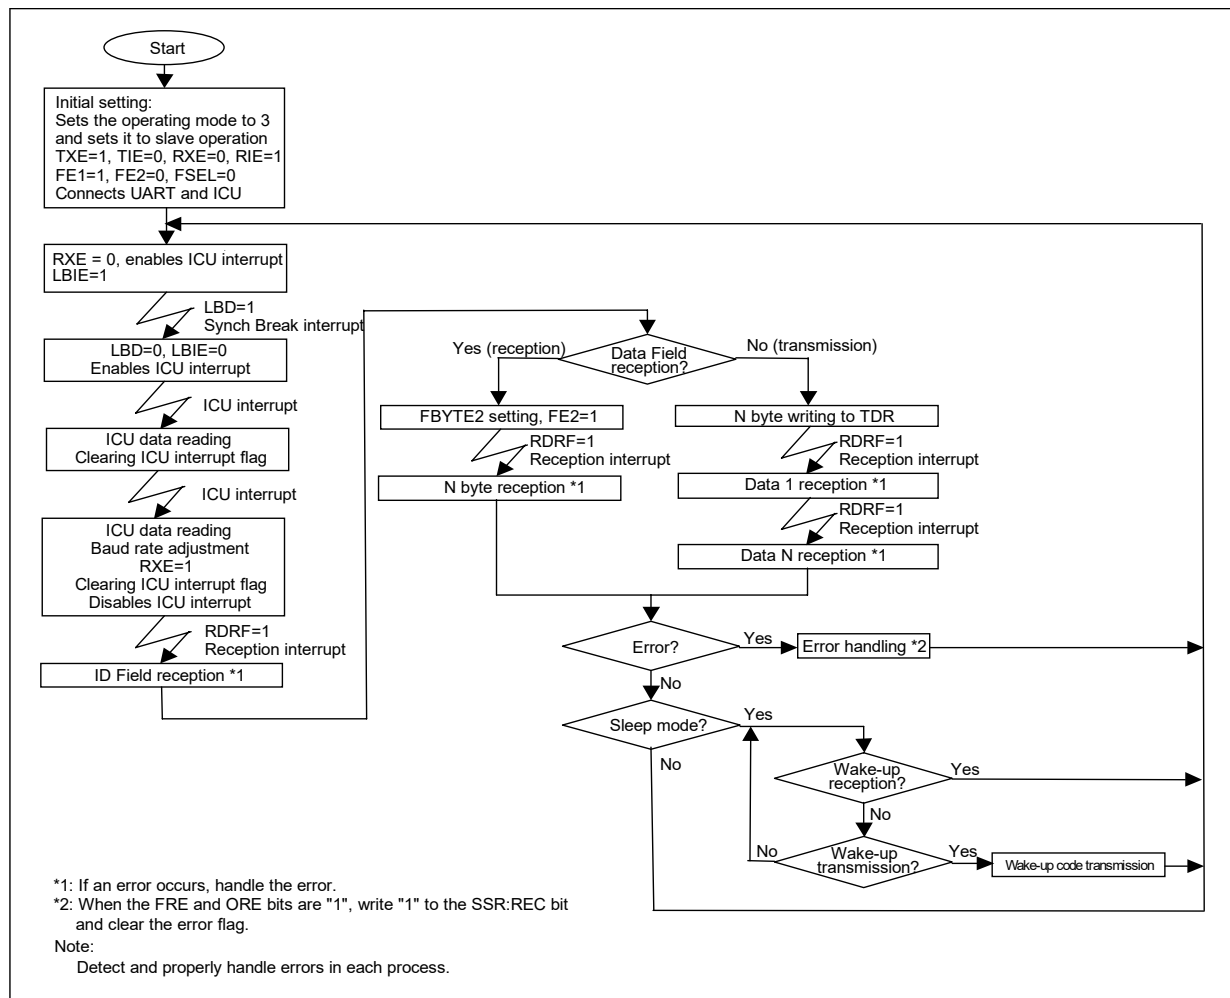 Start
Initial setting:
Sets the operating mode to 3
and sets it to slave operation
TXE=1, TIE=0, RXE=0, RIE=1
FE1=1, FE2=0, FSEL=0
Connects UART and ICU
RXE = 0, enables ICU interrupt
LBIE=1
LBD=1
Synch Break interrupt
LBD=0, LBIE=0
Enables ICU interrupt
ICU interrupt
ICU data reading
Clearing ICU interrupt flag
ICU interrupt
ICU data reading
Baud rate adjustment
RXE=1
Clearing ICU interrupt flag
Disables ICU interrupt
RDRF=1
Reception interrupt
ID Field reception *1
Data Field
reception?
Yes (reception)
No (transmission)
FBYTE2 setting, FE2=1
RDRF=1
Reception interrupt
N byte reception *1
N byte writing to TDR
RDRF=1
Reception interrupt
Data 1 reception *1
RDRF=1
Reception interrupt
Data N reception *1
Error?
Yes
Error handling *2
No
Sleep mode?
Yes
No
Wake-up
reception?
Yes
No
Wake-up
transmission?
No
Yes
Wake-up code transmission
*1: If an error occurs, handle the error.
*2: When the FRE and ORE bits are "1", write "1" to the SSR:REC bit
and clear the error flag.
Note:
Detect and properly handle errors in each process.